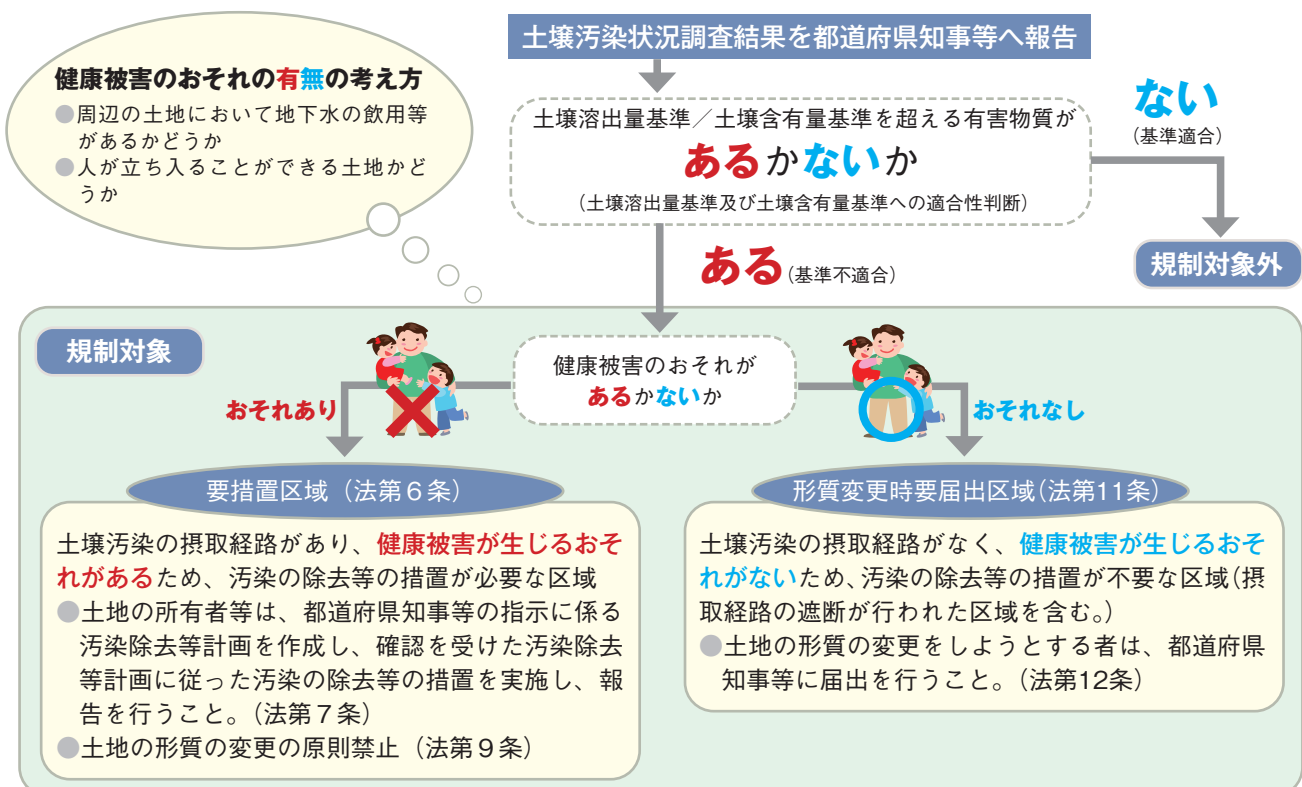 土壌汚染状況調査結果を都道府県知事等へ報告
健康被害のおそれの有無の考え方
●周辺の土地において地下水の飲用等
があるかどうか
●人が立ち入ることができる土地かど
うか
土壌溶出量基準／土壌含有量基準を超える有害物質が
あるかないか
（土壌溶出量基準及び土壌含有量基準への適合性判断）
ない
（基準適合）
規制対象外
ある（基準不適合）
規制対象
健康被害のおそれが
あるかないか
おそれあり
おそれなし
要措置区域（法第６条）
土壌汚染の摂取経路があり、健康被害が生じるおそ
れがあるため、汚染の除去等の措置が必要な区域
●土地の所有者等は、都道府県知事等の指示に係る
汚染除去等計画を作成し、確認を受けた汚染除去
等計画に従った汚染の除去等の措置を実施し、報
告を行うこと。（法第７条）
●土地の形質の変更の原則禁止（法第９条）
形質変更時要届出区域（法第11条）
土壌汚染の摂取経路がなく、健康被害が生じるおそ
れがないため、汚染の除去等の措置が不要な区域（摂
取経路の遮断が行われた区域を含む。）
●土地の形質の変更をしようとする者は、都道府県
知事等に届出を行うこと。（法第12条）